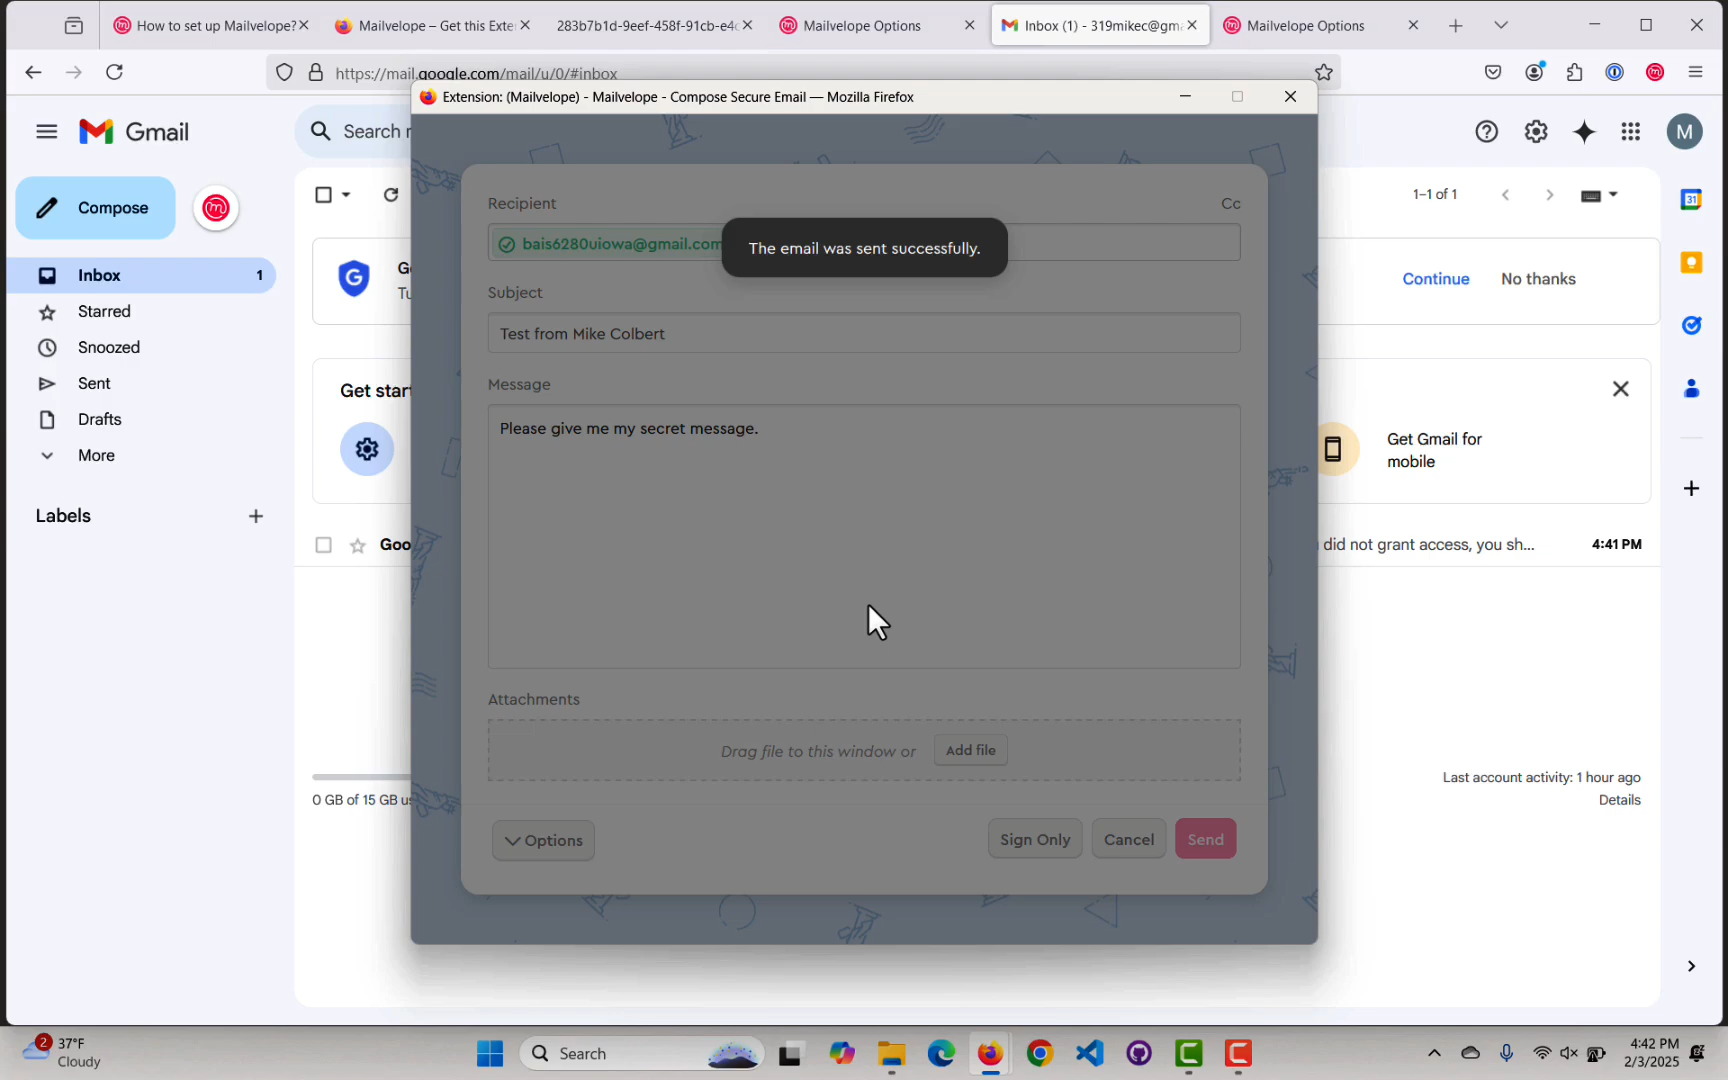 How to set up Mailvelope?
Mailvelope – Get this Exte
283b7b1d-9eef-458f-91cb-e4c
Mailvelope Options
Inbox (1) - 319mikec@gma
Mailvelope Options
https://mail.google.com/mail/u/0/#inbox
Extension: (Mailvelope) - Mailvelope - Compose Secure Email — Mozilla Firefox
Gmail
Search
M
Compose
Inbox 1
Starred
Snoozed
Sent
Drafts
More
Labels
1–1 of 1
Continue
No thanks
Get star
Get Gmail for
mobile
Goo
did not grant access, you sh...
4:41 PM
0 GB of 15 GB
Last account activity: 1 hour ago
Details
Recipient
Cc
bais6280uiowa@gmail.com
The email was sent successfully.
Subject
Test from Mike Colbert
Message
Please give me my secret message.
Attachments
Drag file to this window or
Add file
Options
Sign Only
Cancel
Send
2
37°F
Cloudy
Search
4:42 PM
2/3/2025